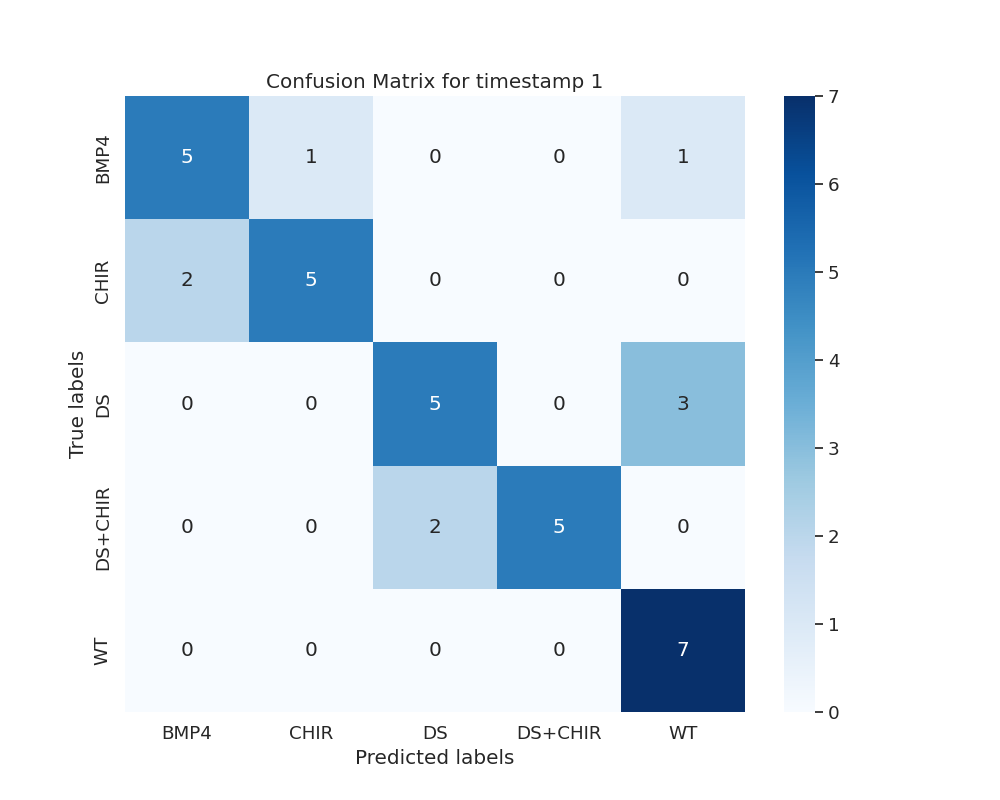 Confusion Matrix for timestamp 1
True labels
BMP4 5 1 0 0 1
CHIR 2 5 0 0 0
DS 0 0 5 0 3
DS+CHIR 0 0 2 5 0
WT 0 0 0 0 7
BMP4 CHIR DS DS+CHIR WT
Predicted labels
7
6
5
4
3
2
1
0